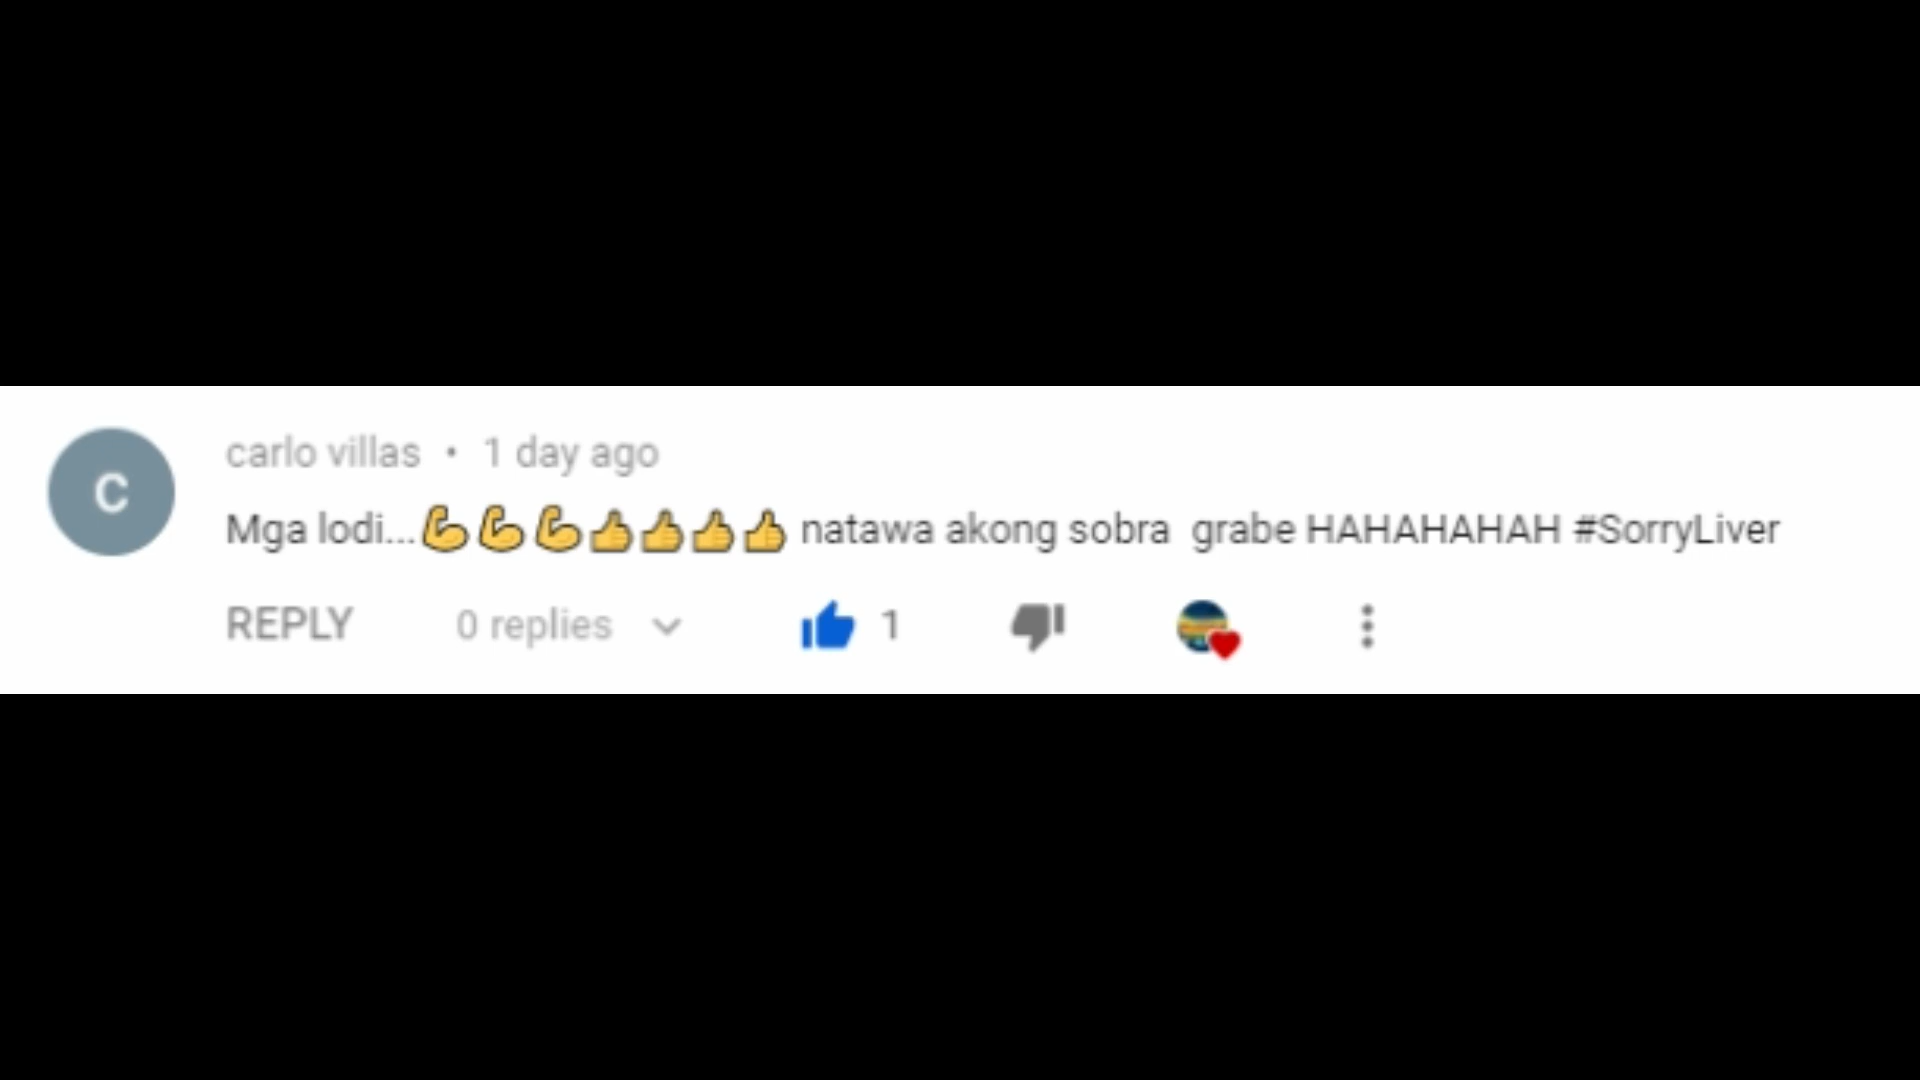 C
carlo villas • 1 day ago
Mga lodi...💪💪💪👍👍👍👍 natawa akong sobra  grabe HAHAHAHAH #SorryLiver
REPLY 0 replies 1